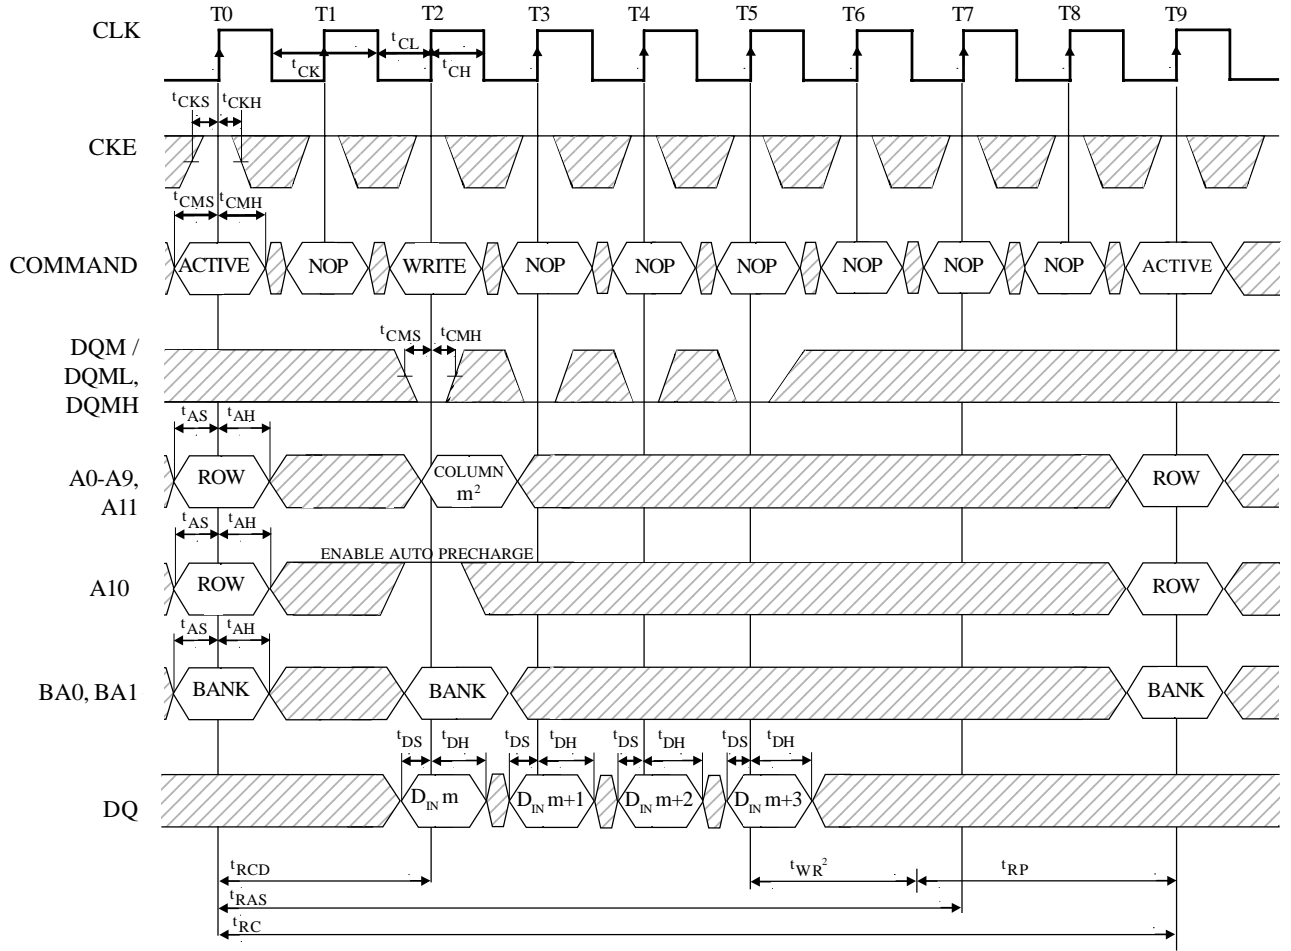 T0 T1 T2 T3 T4 T5 T6 T7 T8 T9
CLK
tCL
tCK tCH
tCKS tCKH
CKE
tCMS tCMH
COMMAND ACTIVE NOP WRITE NOP NOP NOP NOP NOP NOP ACTIVE
tCMS tCMH
DQM /
DQML,
DQMH
tAS tAH
A0-A9, ROW COLUMN m² ROW
A11
tAS tAH
ENABLE AUTO PRECHARGE
A10 ROW ROW
tAS tAH
BA0, BA1 BANK BANK BANK
tDS tDH tDS tDH tDS tDH tDS tDH
DQ DIN m DIN m+1 DIN m+2 DIN m+3
tRCD tWR² tRP
tRAS
tRC